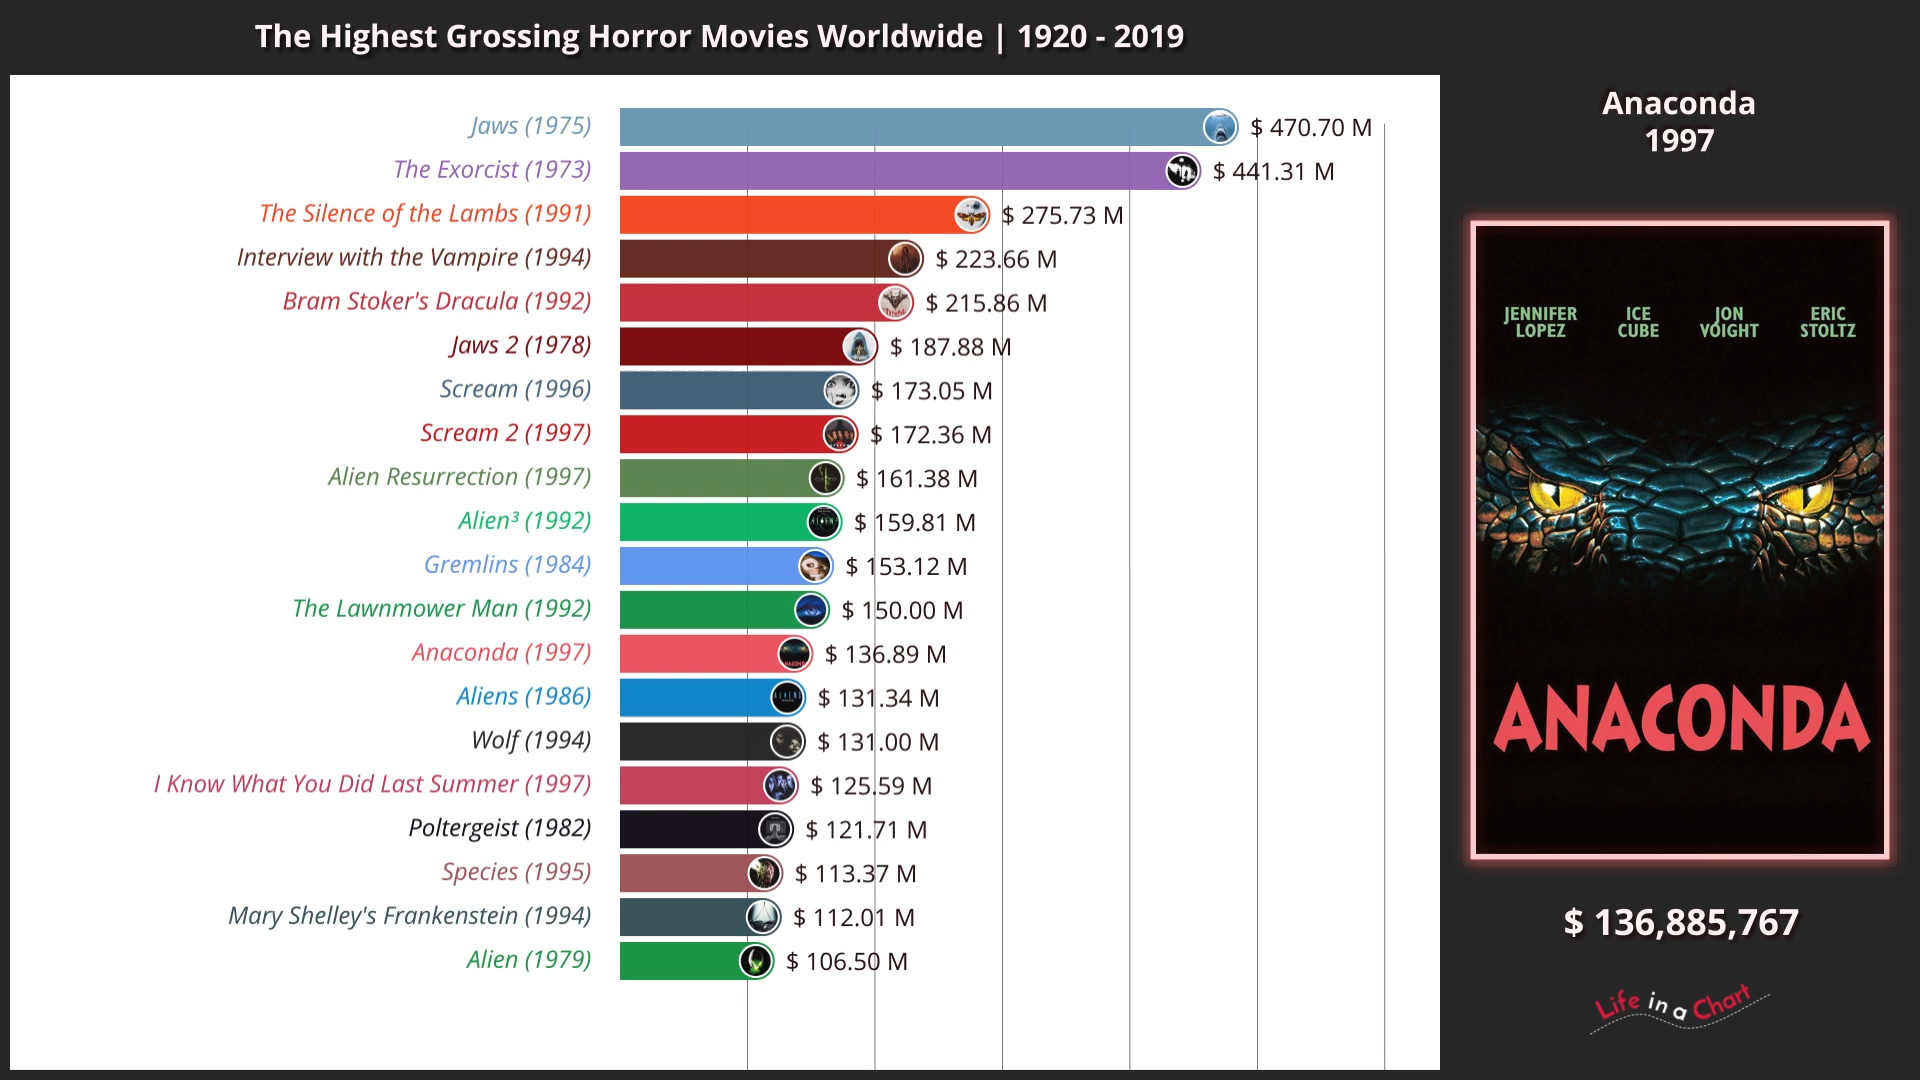 The Highest Grossing Horror Movies Worldwide | 1920 - 2019
Jaws (1975) $ 470.70 M
The Exorcist (1973) $ 441.31 M
The Silence of the Lambs (1991) $ 275.73 M
Interview with the Vampire (1994) $ 223.66 M
Bram Stoker's Dracula (1992) $ 215.86 M
Jaws 2 (1978) $ 187.88 M
Scream (1996) $ 173.05 M
Scream 2 (1997) $ 172.36 M
Alien Resurrection (1997) $ 161.38 M
Alien³ (1992) $ 159.81 M
Gremlins (1984) $ 153.12 M
The Lawnmower Man (1992) $ 150.00 M
Anaconda (1997) $ 136.89 M
Aliens (1986) $ 131.34 M
Wolf (1994) $ 131.00 M
I Know What You Did Last Summer (1997) $ 125.59 M
Poltergeist (1982) $ 121.71 M
Species (1995) $ 113.37 M
Mary Shelley's Frankenstein (1994) $ 112.01 M
Alien (1979) $ 106.50 M
Anaconda
1997
JENNIFER LOPEZ
ICE CUBE
JON VOIGHT
ERIC STOLTZ
ANACONDA
$ 136,885,767
Life in a Chart